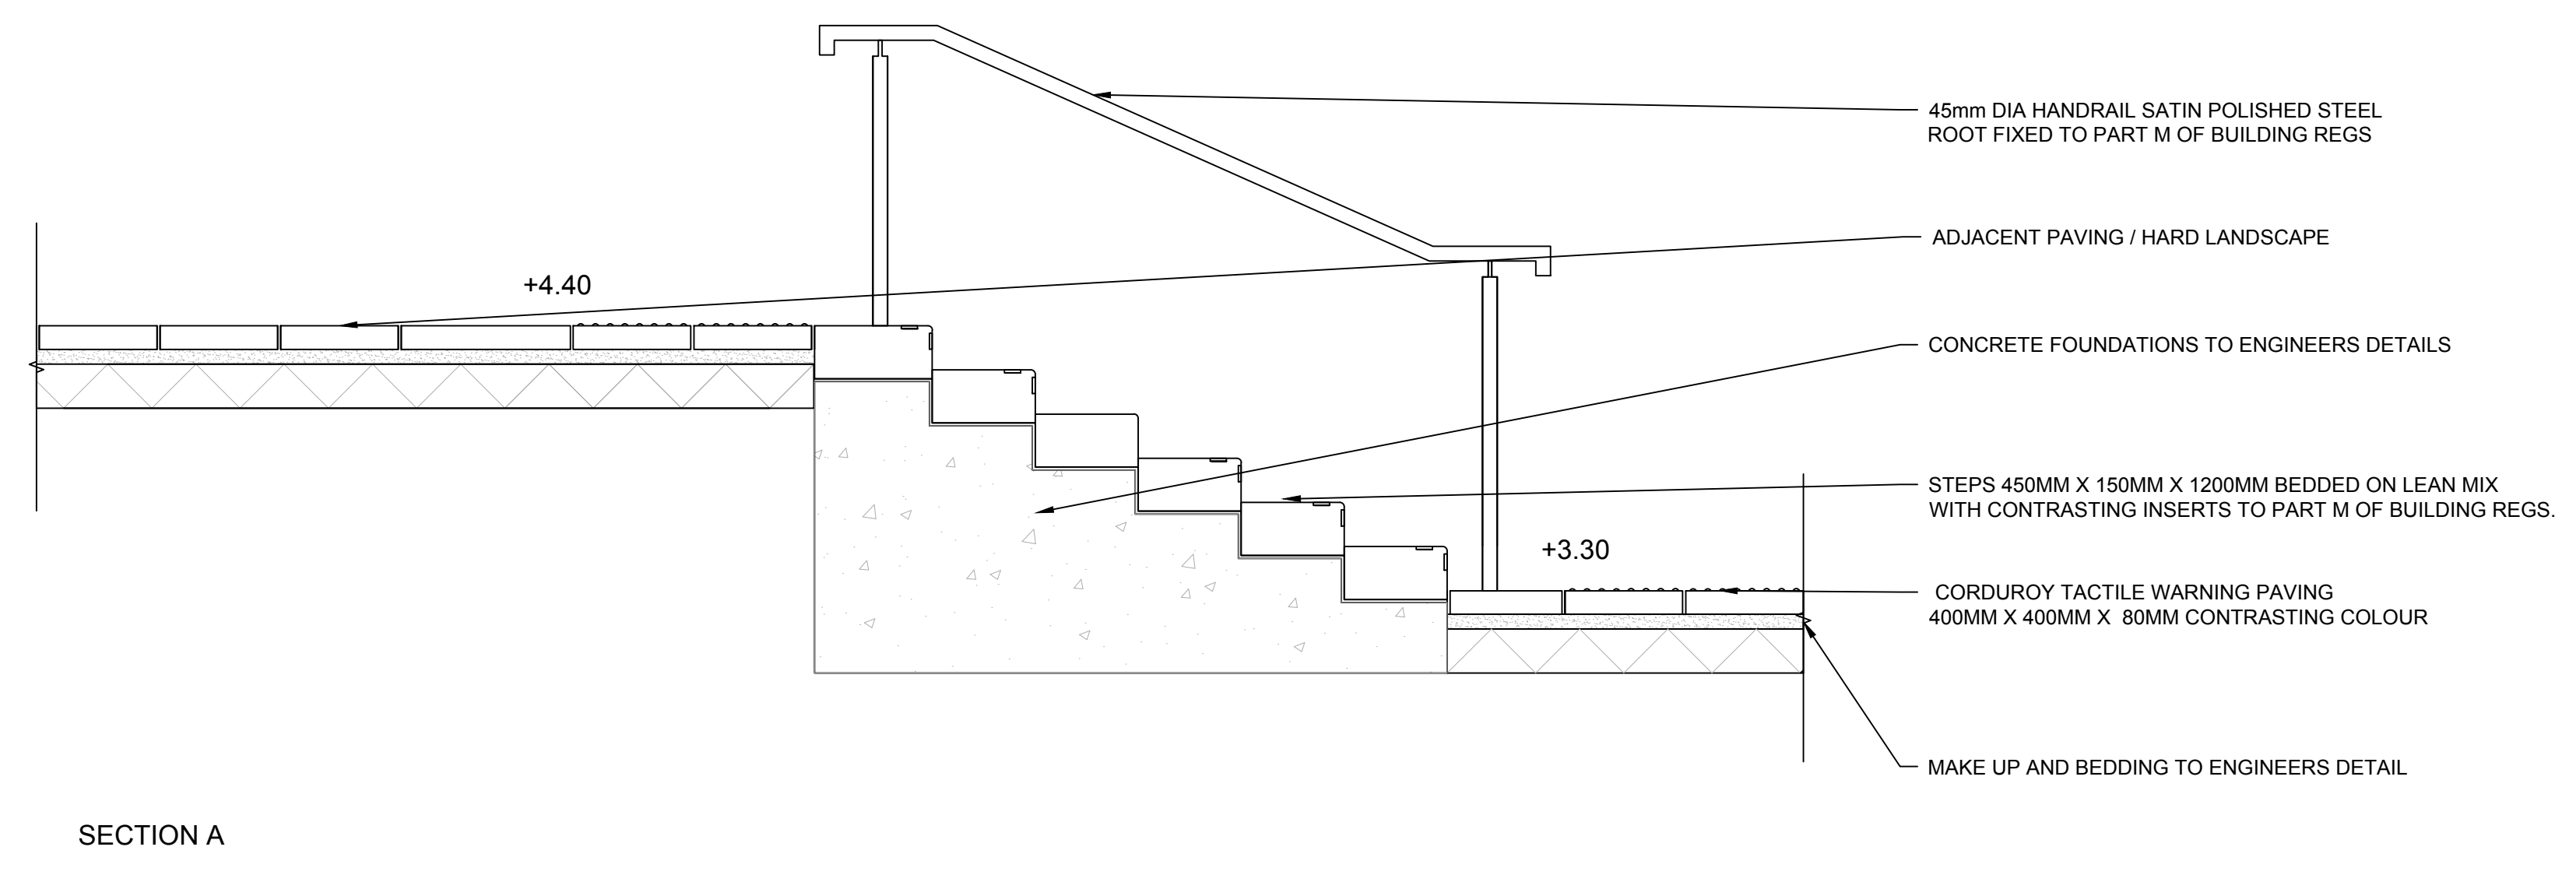 45mm DIA HANDRAIL SATIN POLISHED STEEL
ROOT FIXED TO PART M OF BUILDING REGS
ADJACENT PAVING / HARD LANDSCAPE
+4.40
CONCRETE FOUNDATIONS TO ENGINEERS DETAILS
STEPS 450MM X 150MM X 1200MM BEDDED ON LEAN MIX
WITH CONTRASTING INSERTS TO PART M OF BUILDING REGS.
+3.30
CORDUROY TACTILE WARNING PAVING
400MM X 400MM X 80MM CONTRASTING COLOUR
MAKE UP AND BEDDING TO ENGINEERS DETAIL
SECTION A